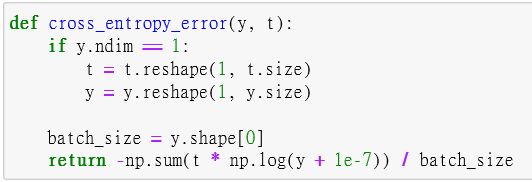 def cross_entropy_error(y, t):
    if y.ndim == 1:
        t = t.reshape(1, t.size)
        y = y.reshape(1, y.size)

    batch_size = y.shape[0]
    return -np.sum(t * np.log(y + 1e-7)) / batch_size